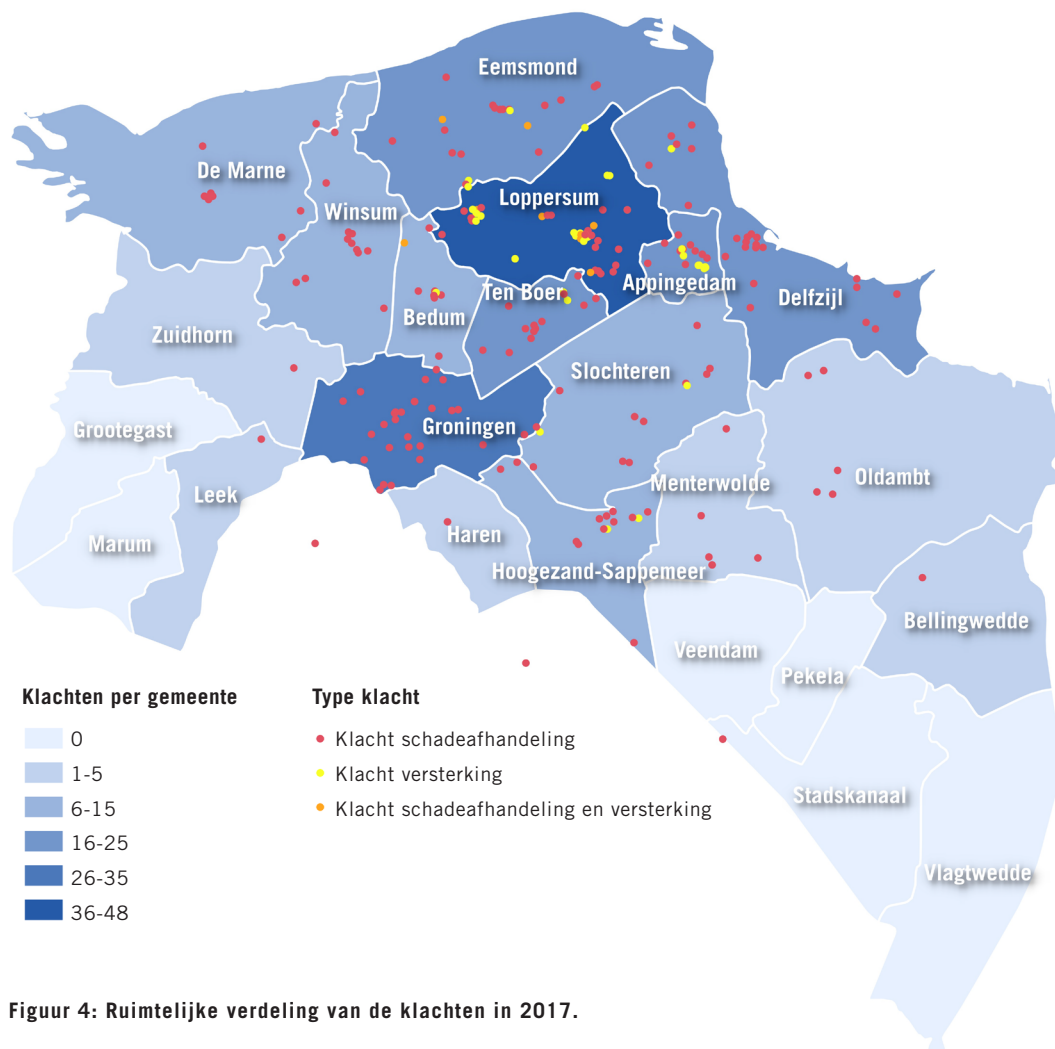 Eemsmond
De Marne
Loppersum
Winsum
Appingedam
Ten Boer
Delfzijl
Bedum
Zuidhorn
Slochteren
Grootegast
Groningen
Oldambt
Menterwolde
Leek
Haren
Marum
Hoogezand-Sappemeer
Bellingwedde
Veendam
Pekela
Stadskanaal
Vlagtwedde
Klachten per gemeente
0
1-5
6-15
16-25
26-35
36-48
Type klacht
Klacht schadeafhandeling
Klacht versterking
Klacht schadeafhandeling en versterking
Figuur 4: Ruimtelijke verdeling van de klachten in 2017.